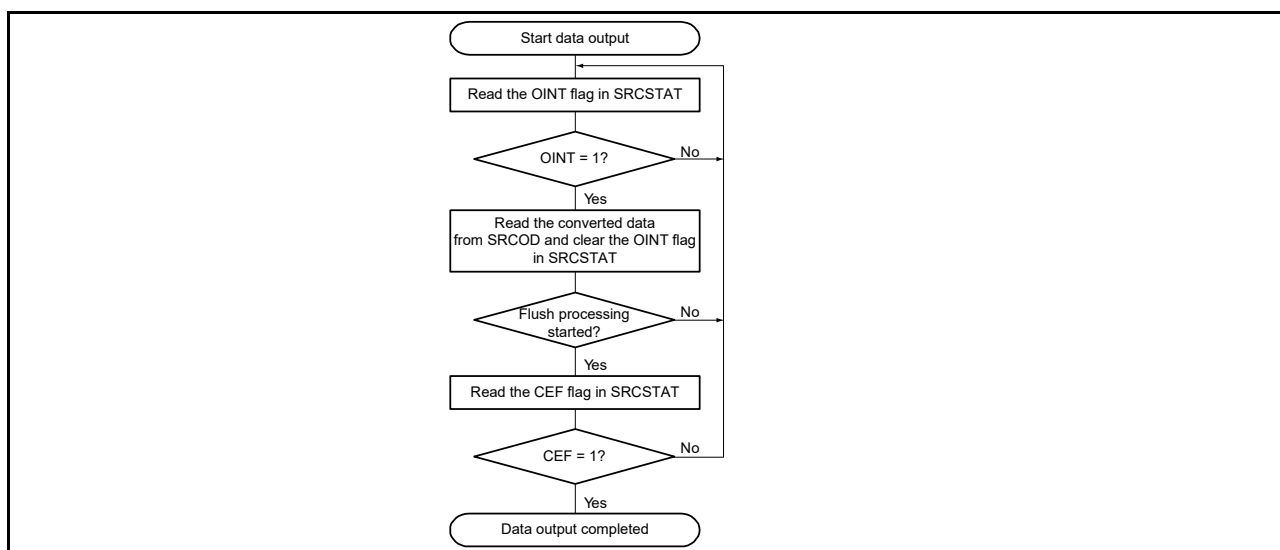 Start data output
Read the OINT flag in SRCSTAT
OINT = 1?
No
Yes
Read the converted data
from SRCOD and clear the OINT flag
in SRCSTAT
Flush processing
started?
No
Yes
Read the CEF flag in SRCSTAT
CEF = 1?
No
Yes
Data output completed